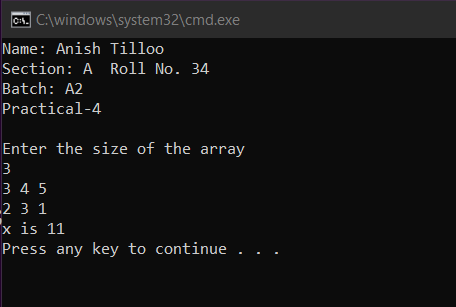 C:\windows\system32\cmd.exe
Name: Anish Tilloo
Section: A  Roll No. 34
Batch: A2
Practical-4
Enter the size of the array
3
3 4 5
2 3 1
x is 11
Press any key to continue . . .